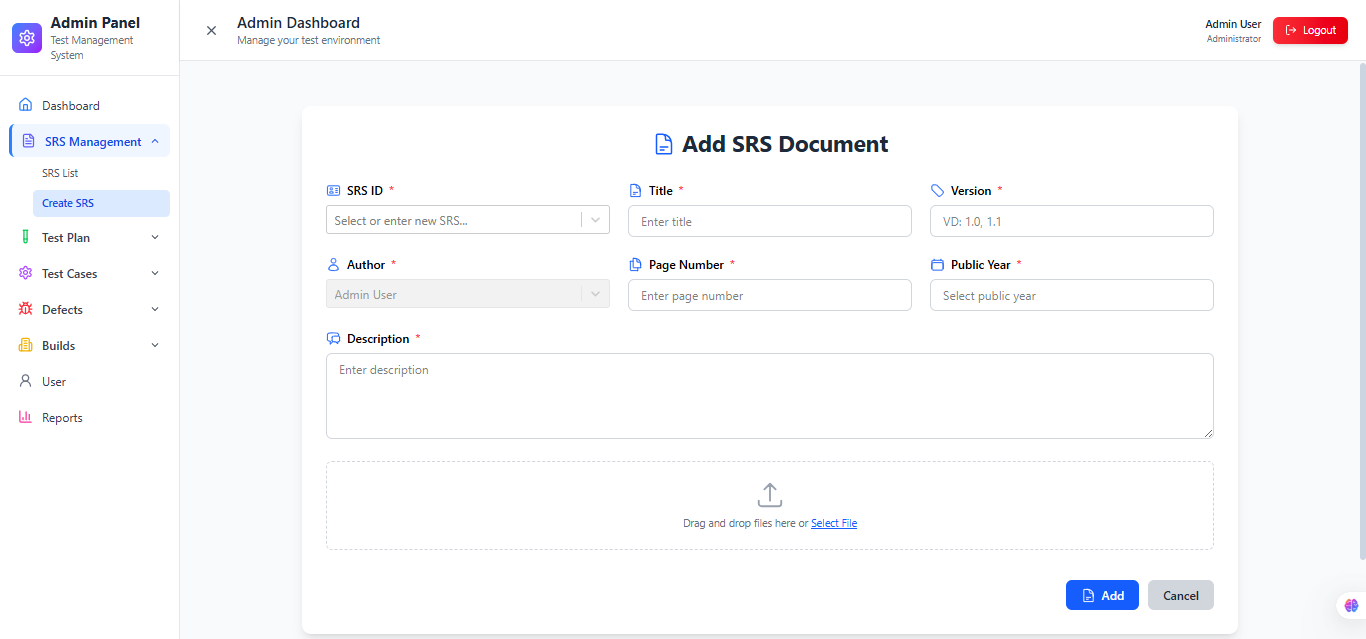 Admin Panel
Test Management
System
Dashboard
SRS Management
SRS List
Create SRS
Test Plan
Test Cases
Defects
Builds
User
Reports
Admin Dashboard
Manage your test environment
Admin User
Administrator
Logout
Add SRS Document
SRS ID *
Title *
Version *
Select or enter new SRS...
Enter title
VD: 1.0, 1.1
Author *
Page Number *
Public Year *
Admin User
Enter page number
Select public year
Description *
Enter description
Drag and drop files here or Select File
Add
Cancel